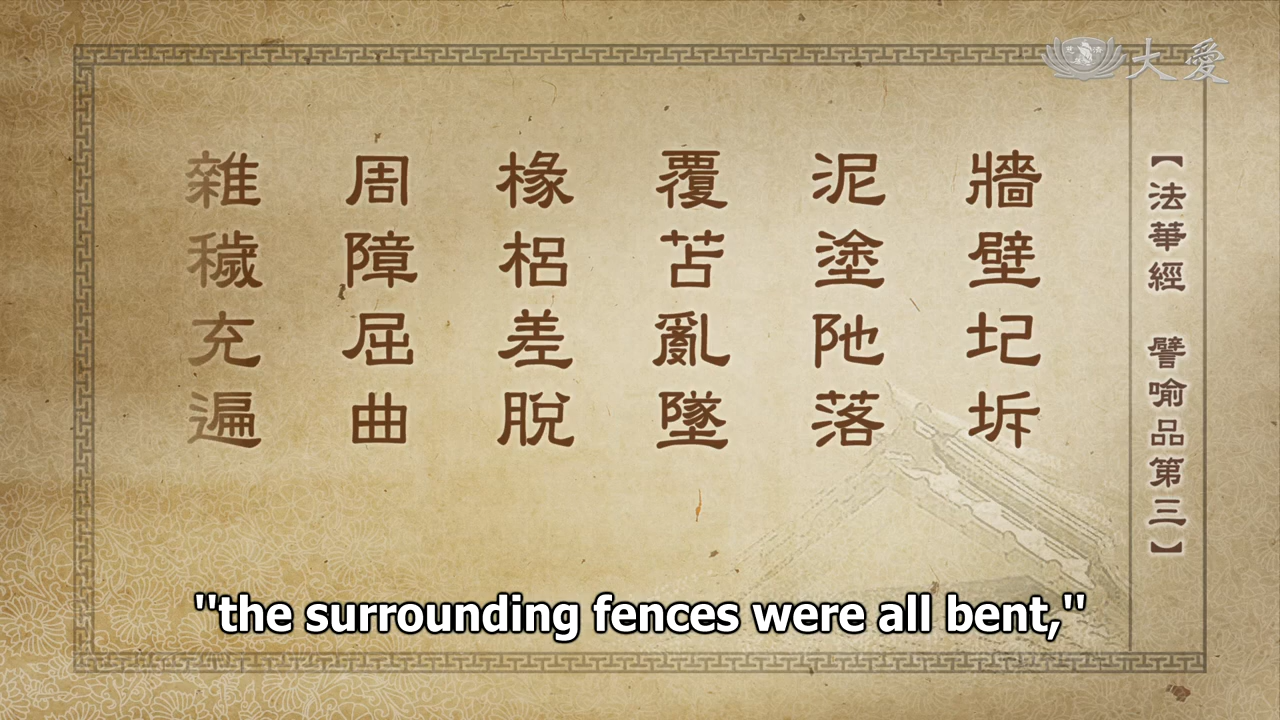 大愛
【法華經 譬喻品第三】
牆壁圮坼
泥塗阤落
覆苫亂墜
椽梠差脫
周障屈曲
雜穢充遍
"the surrounding fences were all bent,"